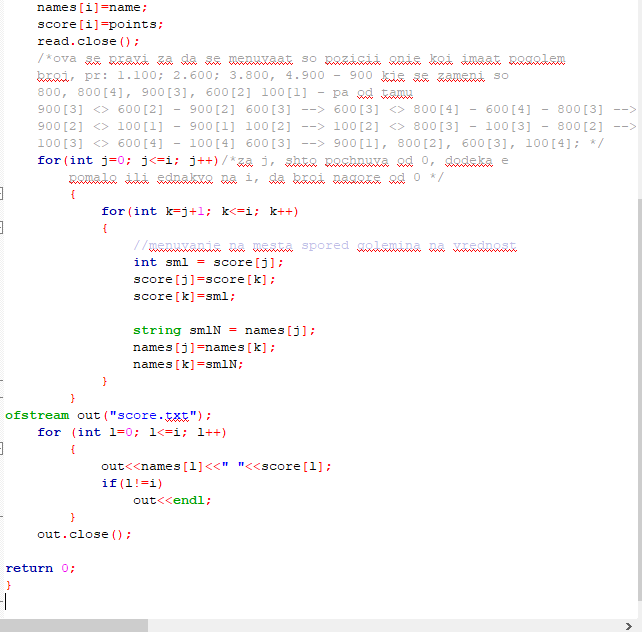 names[i]=name;
score[i]=points;
read.close();
/*ova se pravi za da se menuvaat so pozicii onie koi imaat pogolem
broj, pr: 1.100; 2.600; 3.800, 4.900 - 900 kje se zameni so
800, 800[4], 900[3], 600[2] 100[1] - pa od tamu
900[3] <> 600[2] - 900[2] 600[3] --> 600[3] <> 800[4] - 600[4] - 800[3] -->
900[2] <> 100[1] - 900[1] 100[2] --> 100[2] <> 800[3] - 100[3] - 800[2] -->
100[3] <> 600[4] - 100[4] 600[3] --> 900[1], 800[2], 600[3], 100[4]; */
for(int j=0; j<=i; j++)/*za j, shto pochnuva od 0, dodeka e
pomalo ili ednakvo na i, da broi nagore od 0 */
{
for(int k=j+1; k<=i; k++)
{
//menuvanje na mesta spored golemina na vrednost
int sml = score[j];
score[j]=score[k];
score[k]=sml;
string smlN = names[j];
names[j]=names[k];
names[k]=smlN;
}
}
ofstream out("score.txt");
for (int l=0; l<=i; l++)
{
out<<names[l]<<" "<<score[l];
if(l!=i)
out<<endl;
}
out.close();
return 0;
}